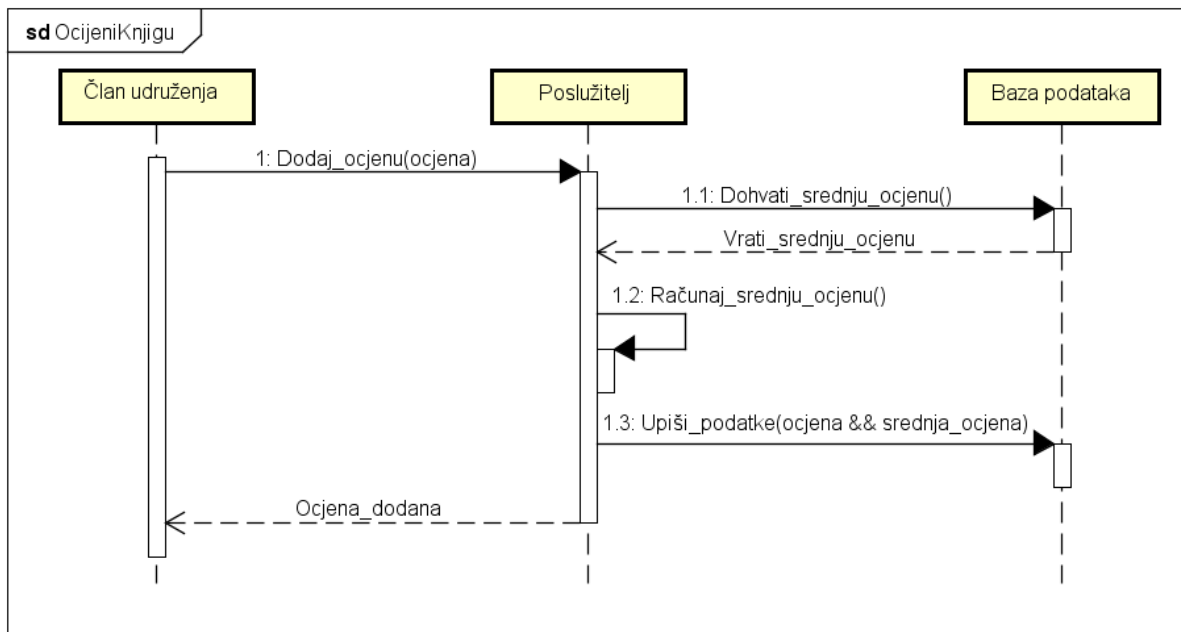 sd OcijeniKnjigu
Član udruženja
Poslužitelj
Baza podataka
1: Dodaj_ocjenu(ocjena)
1.1: Dohvati_srednju_ocjenu()
Vrati_srednju_ocjenu
1.2: Računaj_srednju_ocjenu()
1.3: Upiši_podatke(ocjena && srednja_ocjena)
Ocjena_dodana